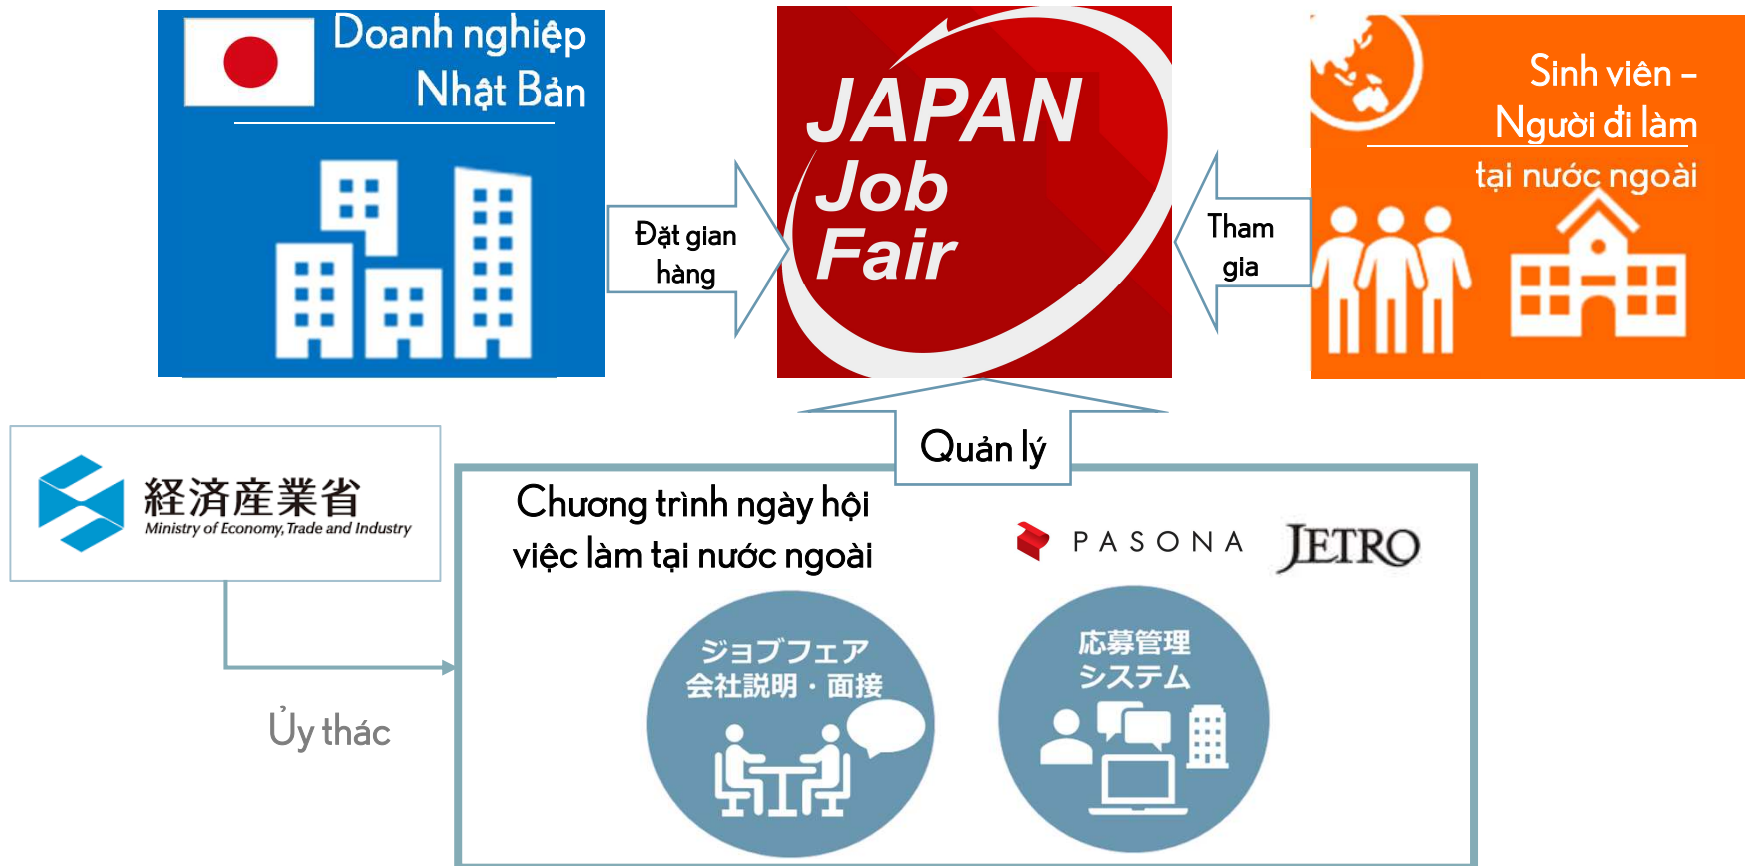 Doanh nghiệp
Nhật Bản
JAPAN
Job
Fair
Sinh viên –
Người đi làm
tại nước ngoài
Đặt gian
hàng
Tham
gia
Quản lý
経済産業省
Ministry of Economy, Trade and Industry
Chương trình ngày hội
việc làm tại nước ngoài
PASONA
JETRO
ジョブフェア
会社説明・面接
応募管理
システム
Ủy thác